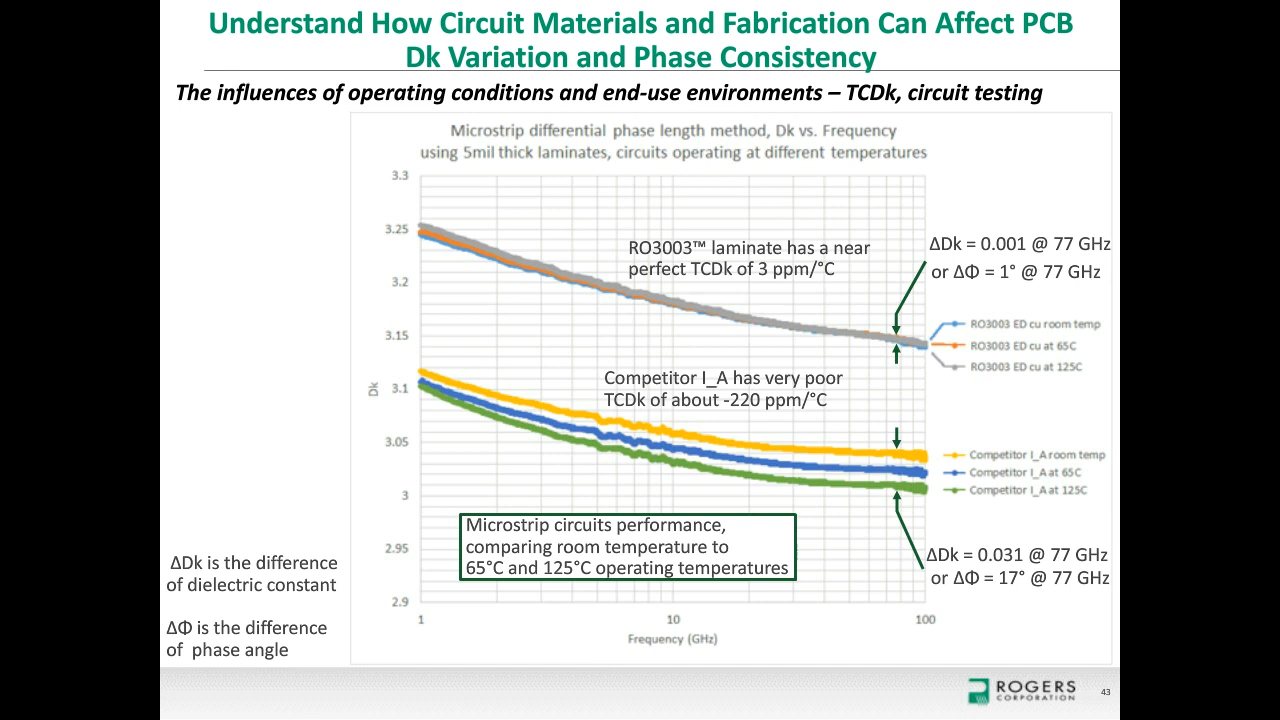 Understand How Circuit Materials and Fabrication Can Affect PCB
Dk Variation and Phase Consistency
The influences of operating conditions and end-use environments – TCDk, circuit testing
Microstrip differential phase length method, Dk vs. Frequency
using 5mil thick laminates, circuits operating at different temperatures
3.3
3.25
3.2
3.15
3.1
3.05
3
2.95
2.9
Dk
1
10
100
Frequency (GHz)
RO3003™ laminate has a near
perfect TCDk of 3 ppm/°C
ΔDk = 0.001 @ 77 GHz
or ΔΦ = 1° @ 77 GHz
RO3003 ED cu room temp
RO3003 ED cu at 65C
RO3003 ED cu at 125C
Competitor I_A has very poor
TCDk of about -220 ppm/°C
Competitor I_A room temp
Competitor I_A at 65C
Competitor I_A at 125C
Microstrip circuits performance,
comparing room temperature to
65°C and 125°C operating temperatures
ΔDk = 0.031 @ 77 GHz
or ΔΦ = 17° @ 77 GHz
ΔDk is the difference
of dielectric constant
ΔΦ is the difference
of phase angle
ROGERS
CORPORATION
43